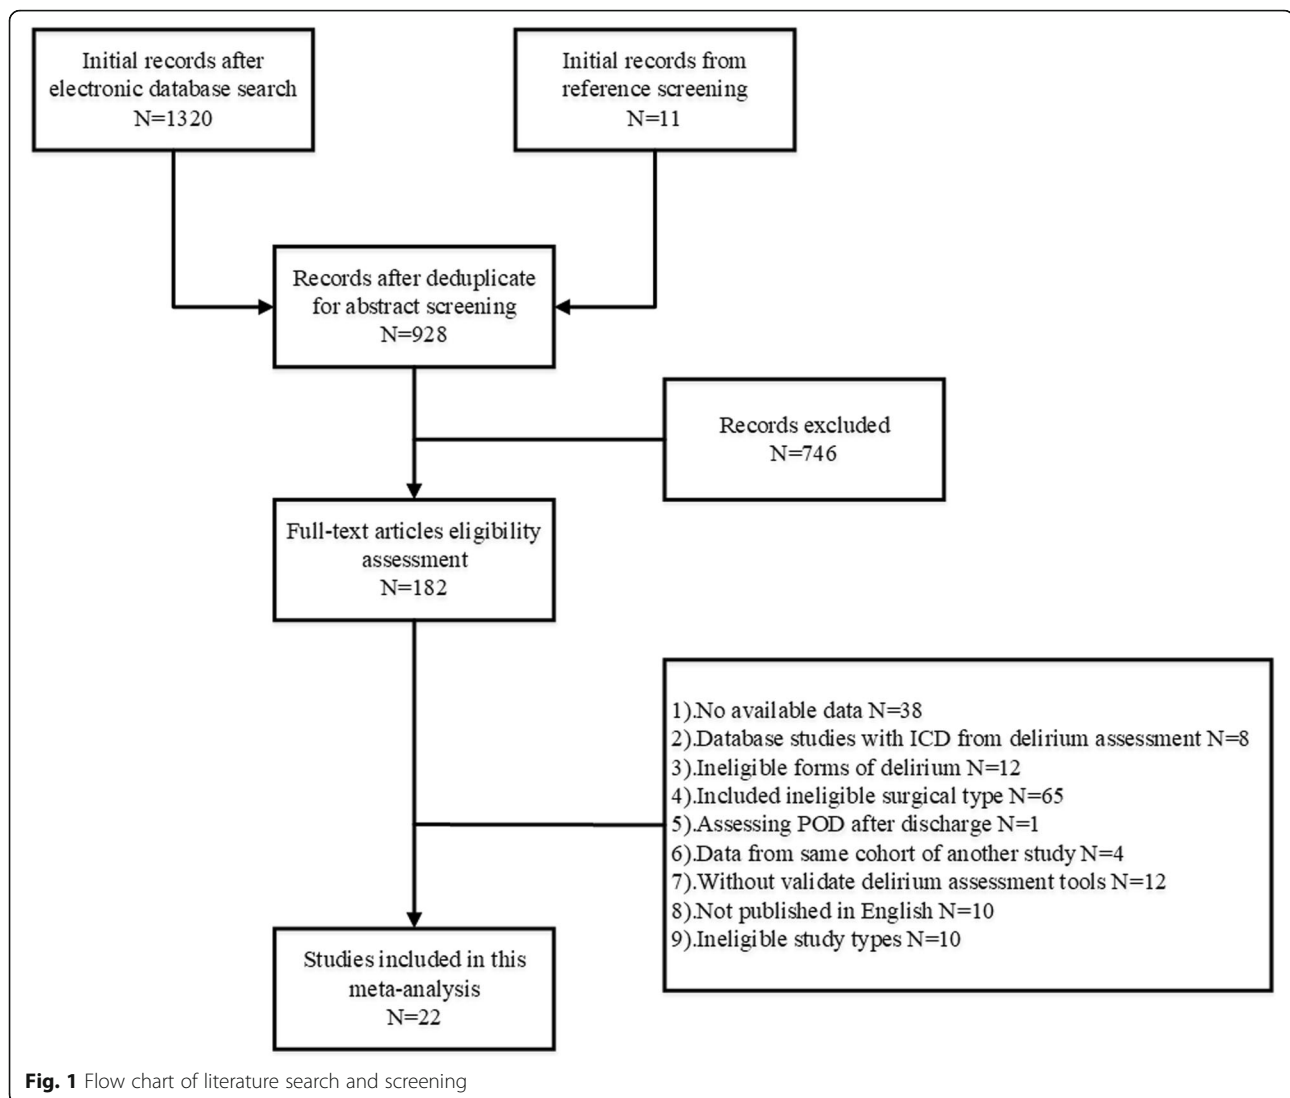 Initial records after
electronic database search
N=1320
Initial records from
reference screening
N=11
Records after deduplicate
for abstract screening
N=928
Records excluded
N=746
Full-text articles eligibility
assessment
N=182
1).No available data N=38
2).Database studies with ICD from delirium assessment N=8
3).Ineligible forms of delirium N=12
4).Included ineligible surgical type N=65
5).Assessing POD after discharge N=1
6).Data from same cohort of another study N=4
7).Without validate delirium assessment tools N=12
8).Not published in English N=10
9).Ineligible study types N=10
Studies included in this
meta-analysis
N=22
Fig. 1 Flow chart of literature search and screening